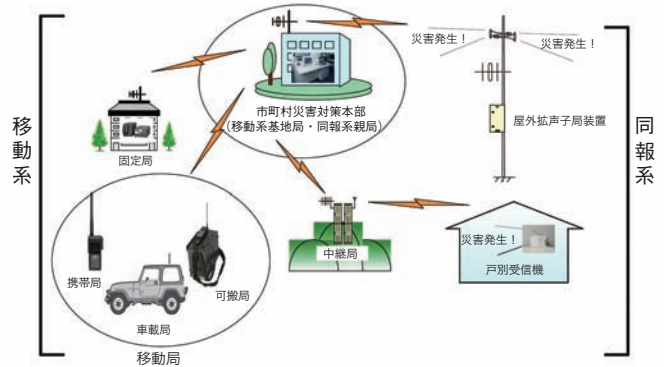 移動系
同報系
災害発生！
災害発生！
市町村災害対策本部
（移動系基地局・同報系親局）
固定局
屋外拡声子局装置
中継局
災害発生！
戸別受信機
携帯局
可搬局
車載局
移動局